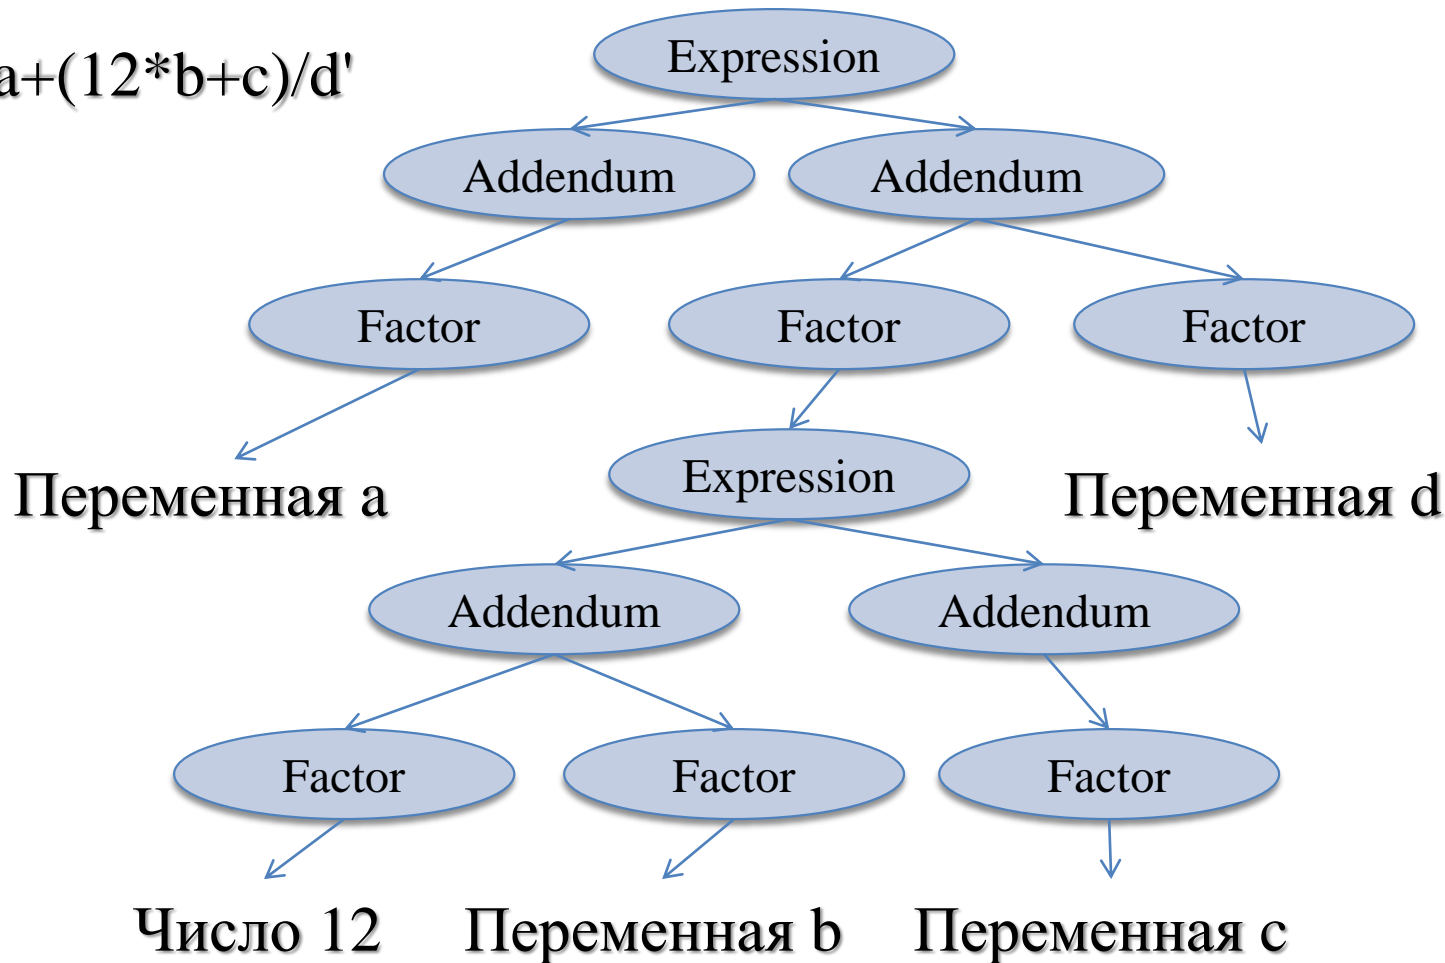 Expression
a+(12*b+c)/d'
Addendum Addendum
Factor Factor Factor
Expression
Переменная a Переменная d
Addendum Addendum
Factor Factor Factor
Число 12 Переменная b Переменная c